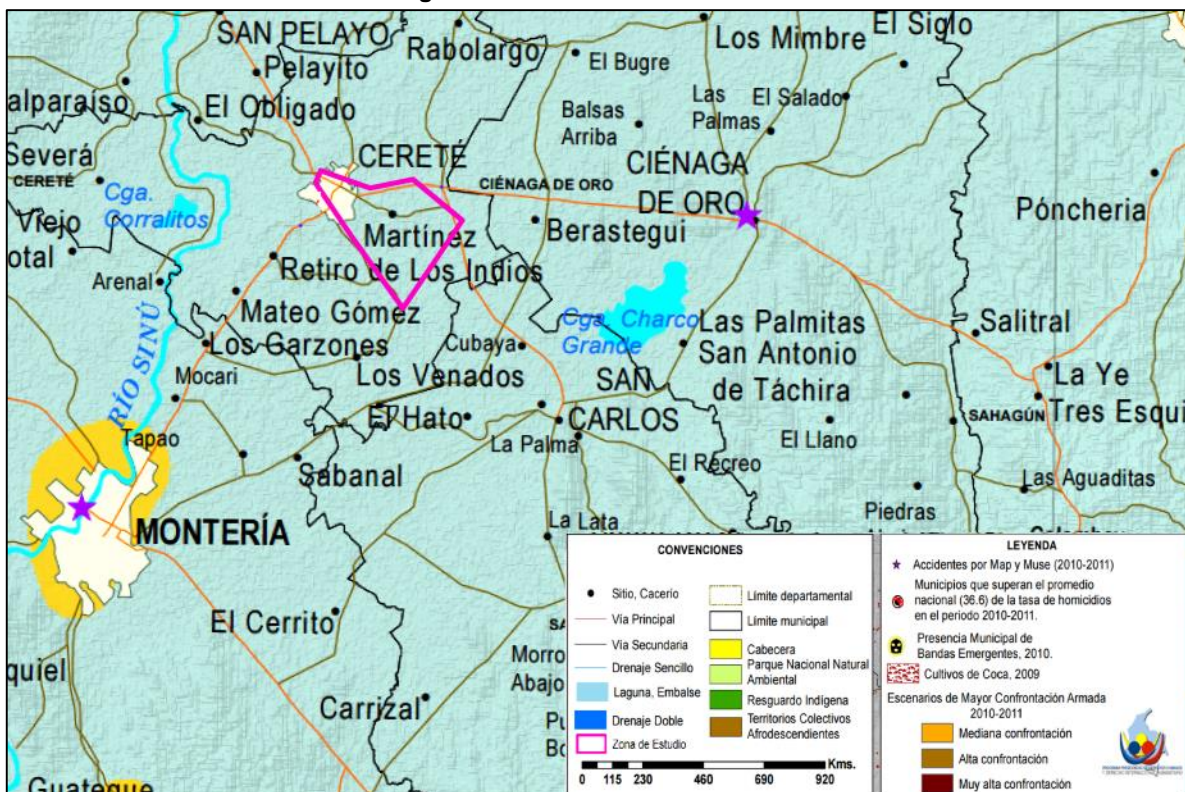 SAN PELAYO
Pelayito
Rabolargo
El Bugre
Los Mimbre
El Siglo
alparaíso
El Obligado
Balsas
Arriba
Las
Palmas
El Salado
Severá
CERETÉ
CERETÉ
CIÉNAGA DE ORO
CIÉNAGA
DE ORO
Cga.
Corralitos
Viejo
otal
Martínez
Berastegui
Póncheria
Arenal
Retiro de Los Indios
Mateo Gómez
Cga. Charco
Grande
Las Palmitas
San Antonio
de Táchira
Salitral
RÍO SINÚ
Los Garzones
Cubaya
Mocari
Los Venados
SAN
CARLOS
La Ye
SAHAGÚN
Tres Esqui
El Hato
La Palma
El Llano
Tapao
Sabanal
El Recreo
Las Aguaditas
Piedras
MONTERÍA
La Lata
El Cerrito
Morro
Abajo
quiel
Carrizal
Guateque
CONVENCIONES
Sitio, Cacerio
Límite departamental
Vía Principal
Límite municipal
Vía Secundaria
Cabecera
Drenaje Sencillo
Parque Nacional Natural
Ambiental
Laguna, Embalse
Resguardo Indígena
Drenaje Doble
Territorios Colectivos
Afrodescendientes
Zona de Estudio
0 115 230 460 690 920 Kms.
LEYENDA
Accidentes por Map y Muse (2010-2011)
Municipios que superan el promedio
nacional (36.6) de la tasa de homicidios
en el periodo 2010-2011.
Presencia Municipal de
Bandas Emergentes, 2010.
Cultivos de Coca, 2009
Escenarios de Mayor Confrontación Armada
2010-2011
Mediana confrontación
Alta confrontación
Muy alta confrontación